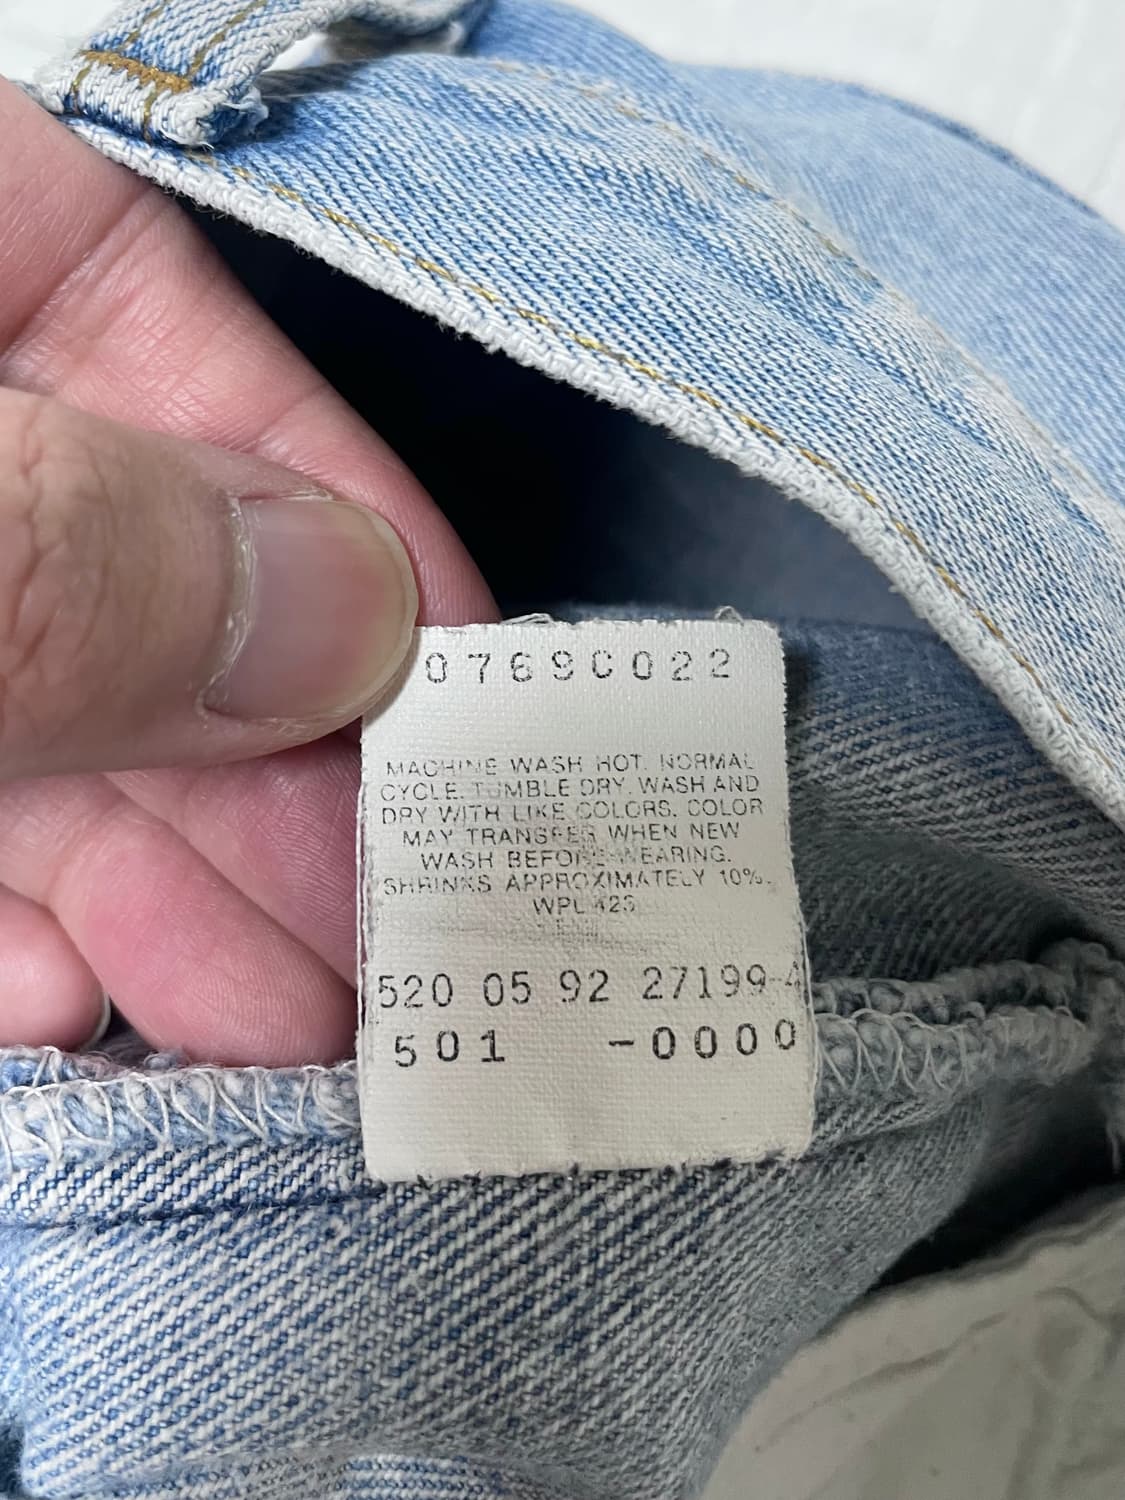 0769C022
MACHINE WASH HOT. NORMAL
CYCLE. TUMBLE DRY. WASH AND
DRY WITH LIKE COLORS. COLOR
MAY TRANSFER WHEN NEW
WASH BEFORE WEARING.
SHRINKS APPROXIMATELY 10%.
WPL 423
520 05 92 27199-4
501 -0000